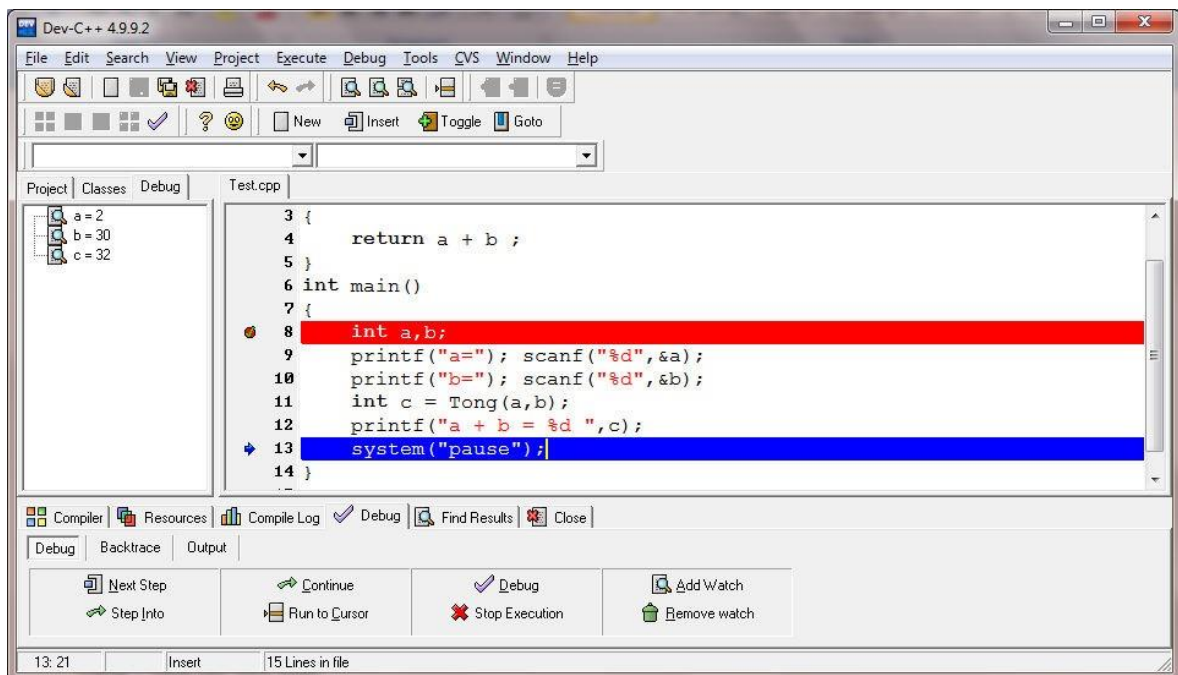 Dev-C++ 4.9.9.2
File Edit Search View Project Execute Debug Tools CVS Window Help
New Insert Toggle Goto
Project Classes Debug Test.cpp
a = 2
b = 30
c = 32
3 {
4 return a + b ;
5 }
6 int main()
7 {
8 int a,b;
9 printf("a="); scanf("%d",&a);
10 printf("b="); scanf("%d",&b);
11 int c = Tong(a,b);
12 printf("a + b = %d ",c);
13 system("pause");
14 }
Compiler Resources Compile Log Debug Find Results Close
Debug Backtrace Output
Next Step Continue Debug Add Watch
Step Into Run to Cursor Stop Execution Remove watch
13: 21 Insert 15 Lines in file